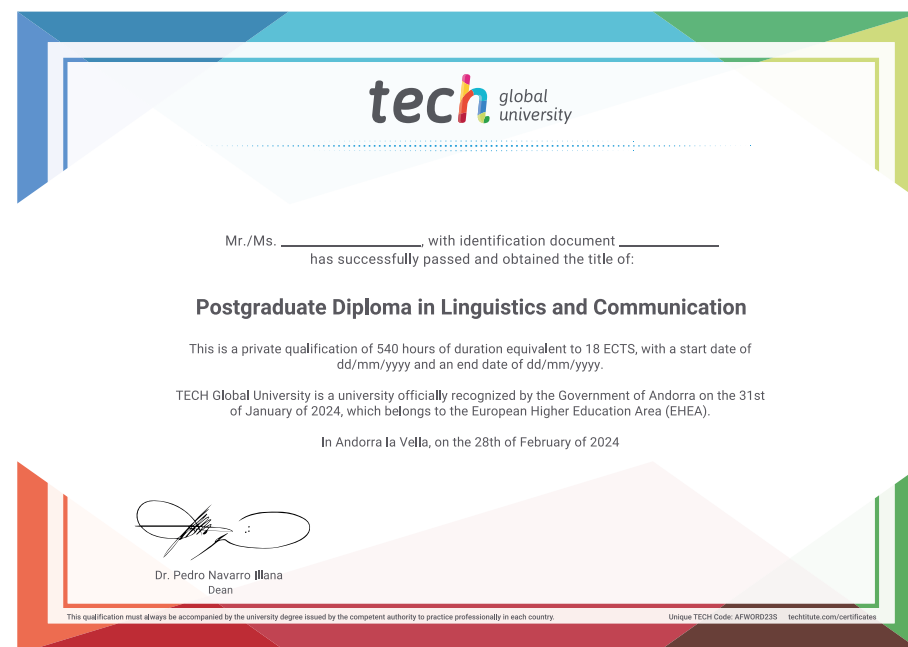 tech global university
Mr./Ms. ____________, with identification document ____________
has successfully passed and obtained the title of:
Postgraduate Diploma in Linguistics and Communication
This is a private qualification of 540 hours of duration equivalent to 18 ECTS, with a start date of
dd/mm/yyyy and an end date of dd/mm/yyyy.
TECH Global University is a university officially recognized by the Government of Andorra on the 31st
of January of 2024, which belongs to the European Higher Education Area (EHEA).
In Andorra la Vella, on the 28th of February of 2024
Dr. Pedro Navarro Illana
Dean
This qualification must always be accompanied by the university degree issued by the competent authority to practice professionally in each country. Unique TECH Code: AFWORD23S techtitute.com/certificates